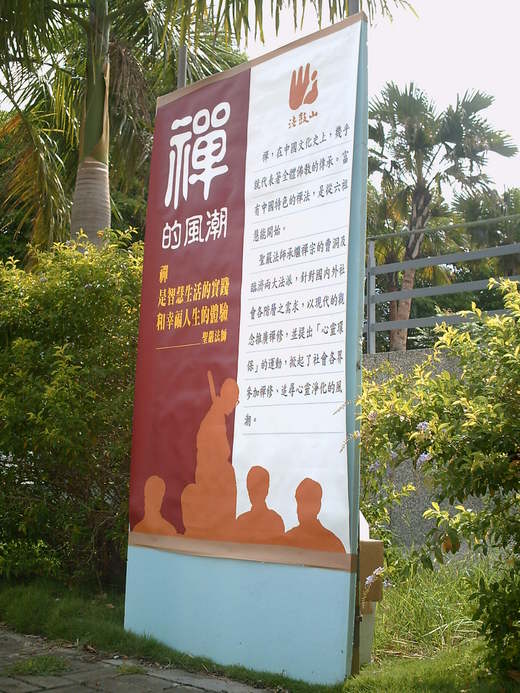 禪
的風潮
禪
是智慧生活的實踐
和幸福人生的體驗
聖嚴法師
法鼓山
禪，在中國文化史上，幾乎
就代表著全體佛教的傳承。富
有中國特色的禪法，是從六祖
慧能開始。
聖嚴法師承繼禪宗的曹洞及
臨濟兩大法派，針對國內外社
會各階層之需求，以現代的觀
念推廣禪修，並提出「心靈環
保」的運動，掀起了社會各界
參加禪修、追尋心靈淨化的風
潮。